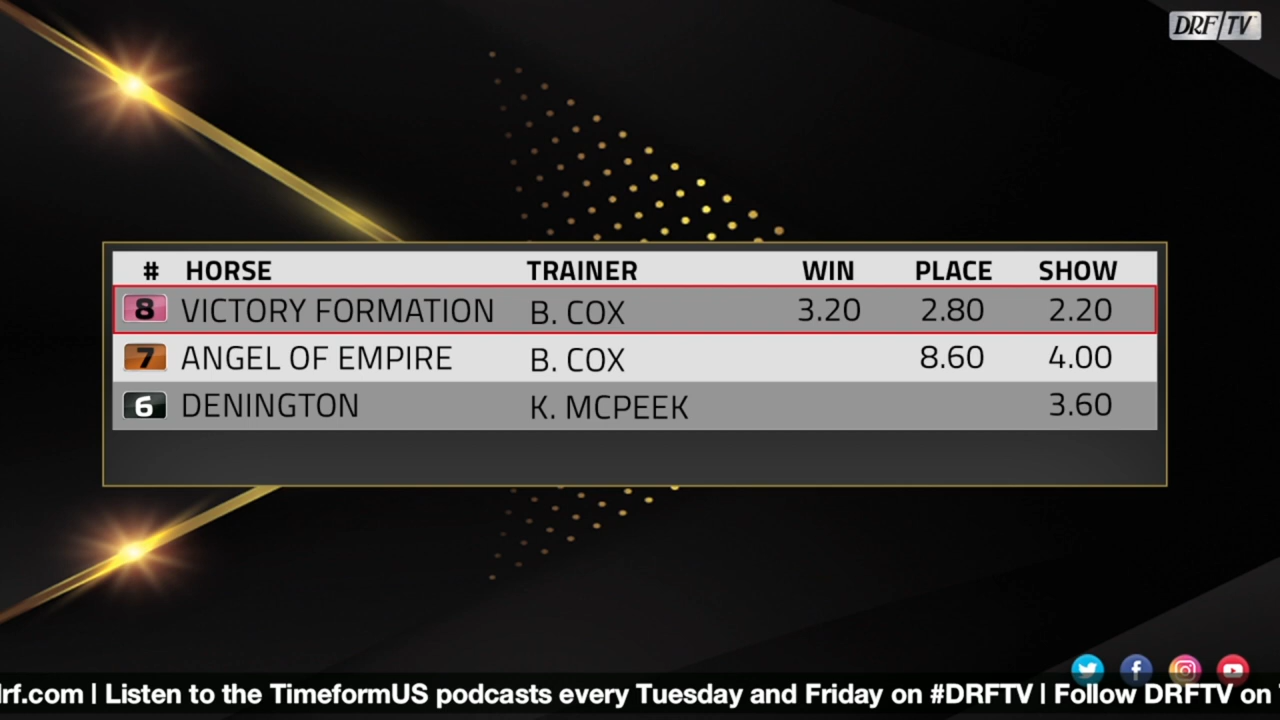 DRF/TV
# HORSE TRAINER WIN PLACE SHOW
8 VICTORY FORMATION B. COX 3.20 2.80 2.20
7 ANGEL OF EMPIRE B. COX 8.60 4.00
6 DENINGTON K. MCPEEK 3.60
drf.com | Listen to the TimeformUS podcasts every Tuesday and Friday on #DRFTV | Follow DRFTV on